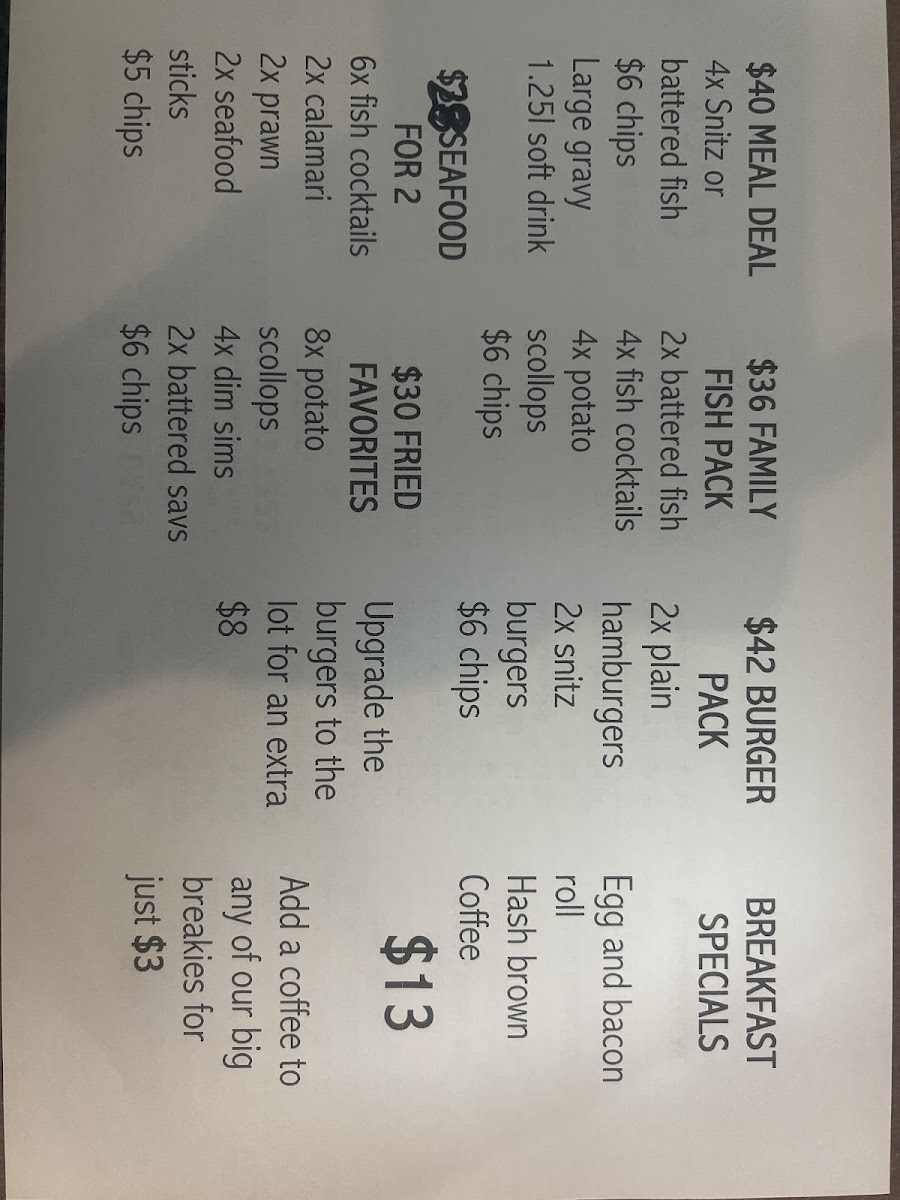 $40 MEAL DEAL
4x Snitz or
battered fish
$6 chips
Large gravy
1.25l soft drink
SEAFOOD
FOR 2
6x fish cocktails
2x calamari
2x prawn
2x seafood
sticks
$5 chips
$36 FAMILY
FISH PACK
2x battered fish
4x fish cocktails
4x potato
scollops
$6 chips
$30 FRIED
FAVORITES
8x potato
scollops
4x dim sims
2x battered savs
$6 chips
$42 BURGER
PACK
2x plain
hamburgers
2x snitz
burgers
$6 chips
Upgrade the
burgers to the
lot for an extra
$8
BREAKFAST
SPECIALS
Egg and bacon
roll
Hash brown
Coffee
$13
Add a coffee to
any of our big
breakies for
just $3